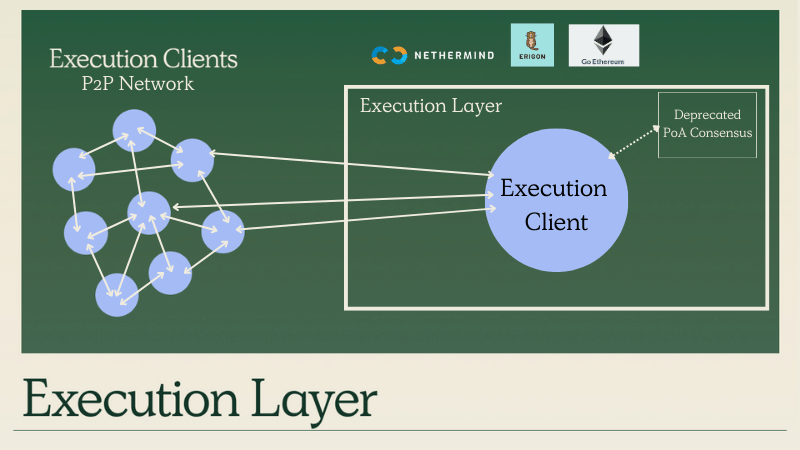 Execution Clients
P2P Network
NETHERMIND
ERIGON
Go Ethereum
Execution Layer
Deprecated
PoA Consensus
Execution
Client
Execution Layer